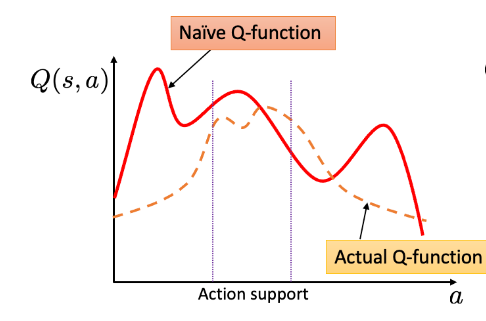 Naïve Q-function
Q(s, a)
Actual Q-function
Action support
a